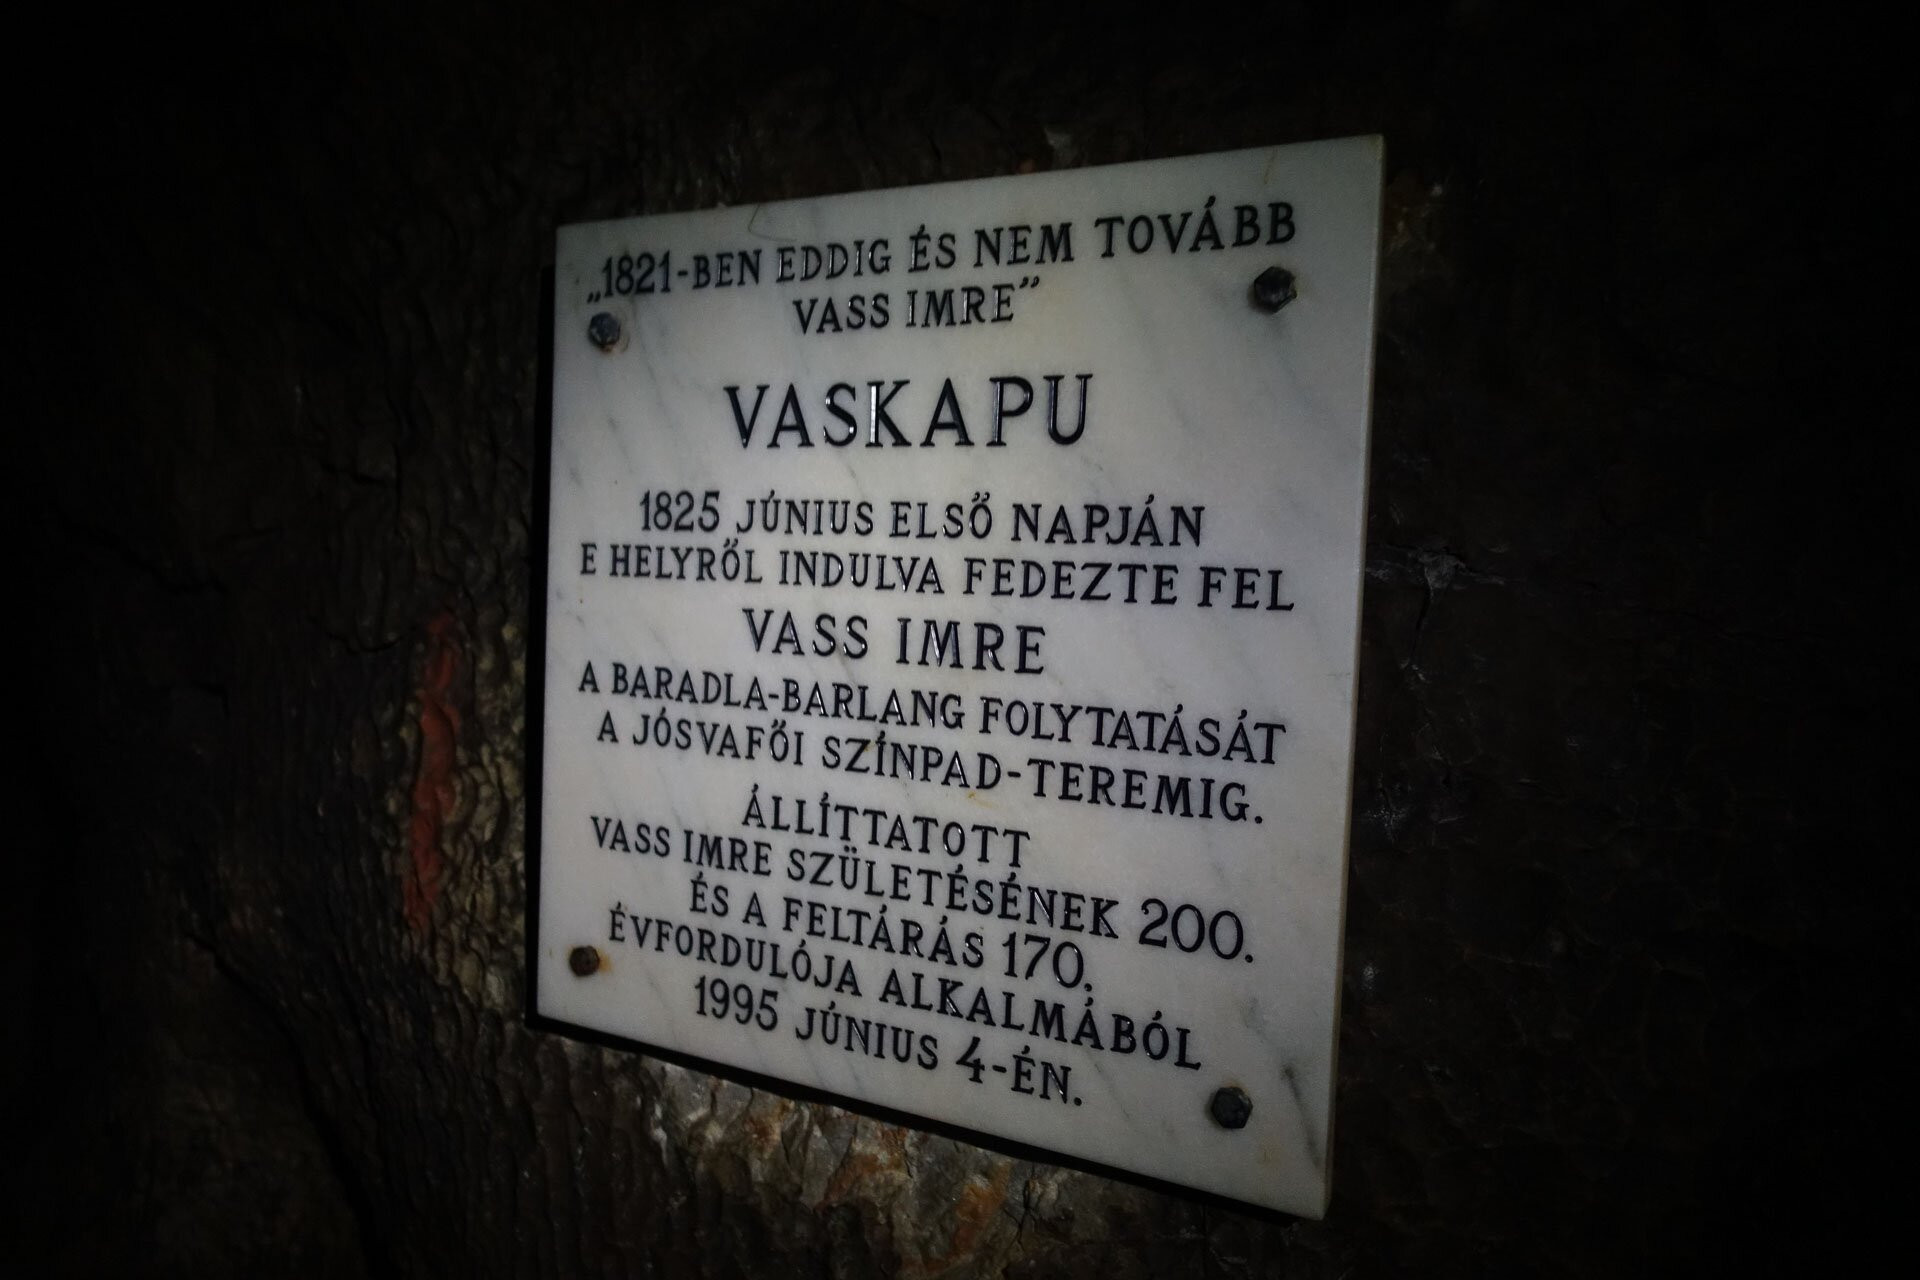 „1821-BEN EDDIG ÉS NEM TOVÁBB
VASS IMRE”
VASKAPU
1825 JÚNIUS ELSŐ NAPJÁN
E HELYRŐL INDULVA FEDEZTE FEL
VASS IMRE
A BARADLA-BARLANG FOLYTATÁSÁT
A JÓSVAFŐI SZÍNPAD-TEREMIG.
ÁLLÍTTATOTT
VASS IMRE SZÜLETÉSÉNEK 200.
ÉS A FELTÁRÁS 170.
ÉVFORDULÓJA ALKALMÁBÓL
1995 JÚNIUS 4-ÉN.